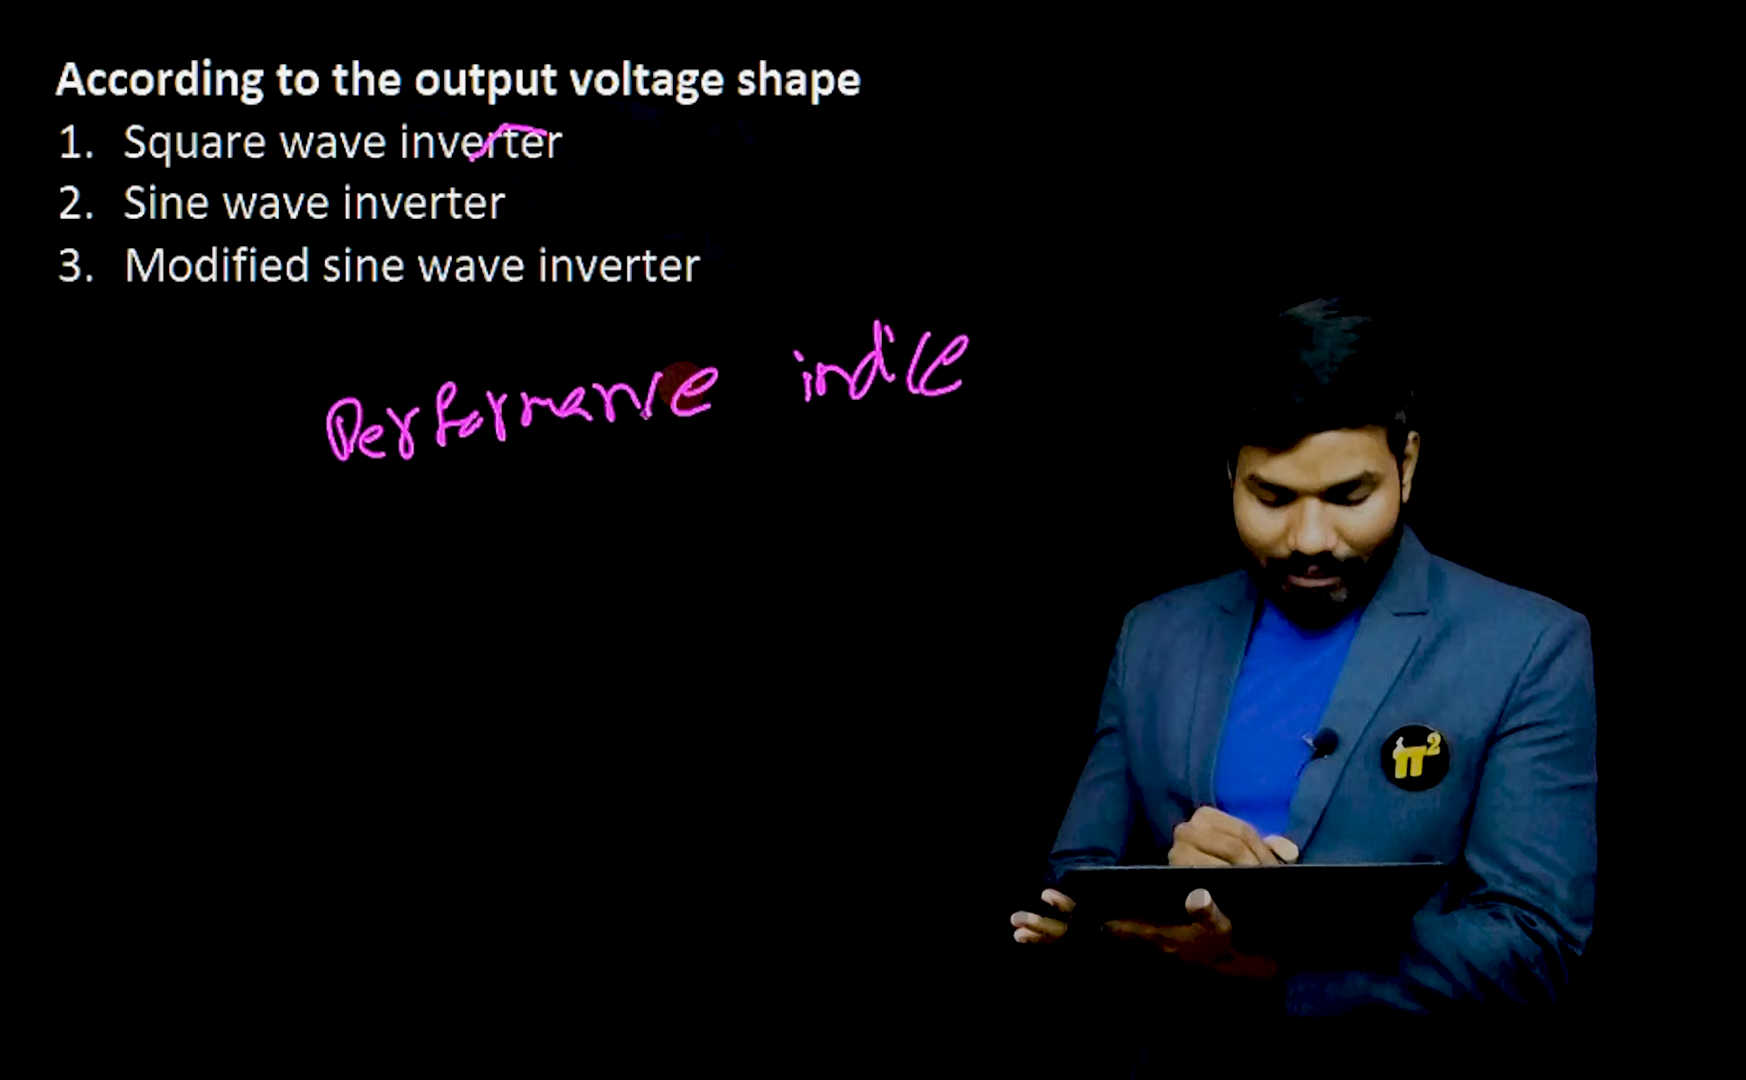 According to the output voltage shape
1. Square wave inverter
2. Sine wave inverter
3. Modified sine wave inverter
Performance indice
π²